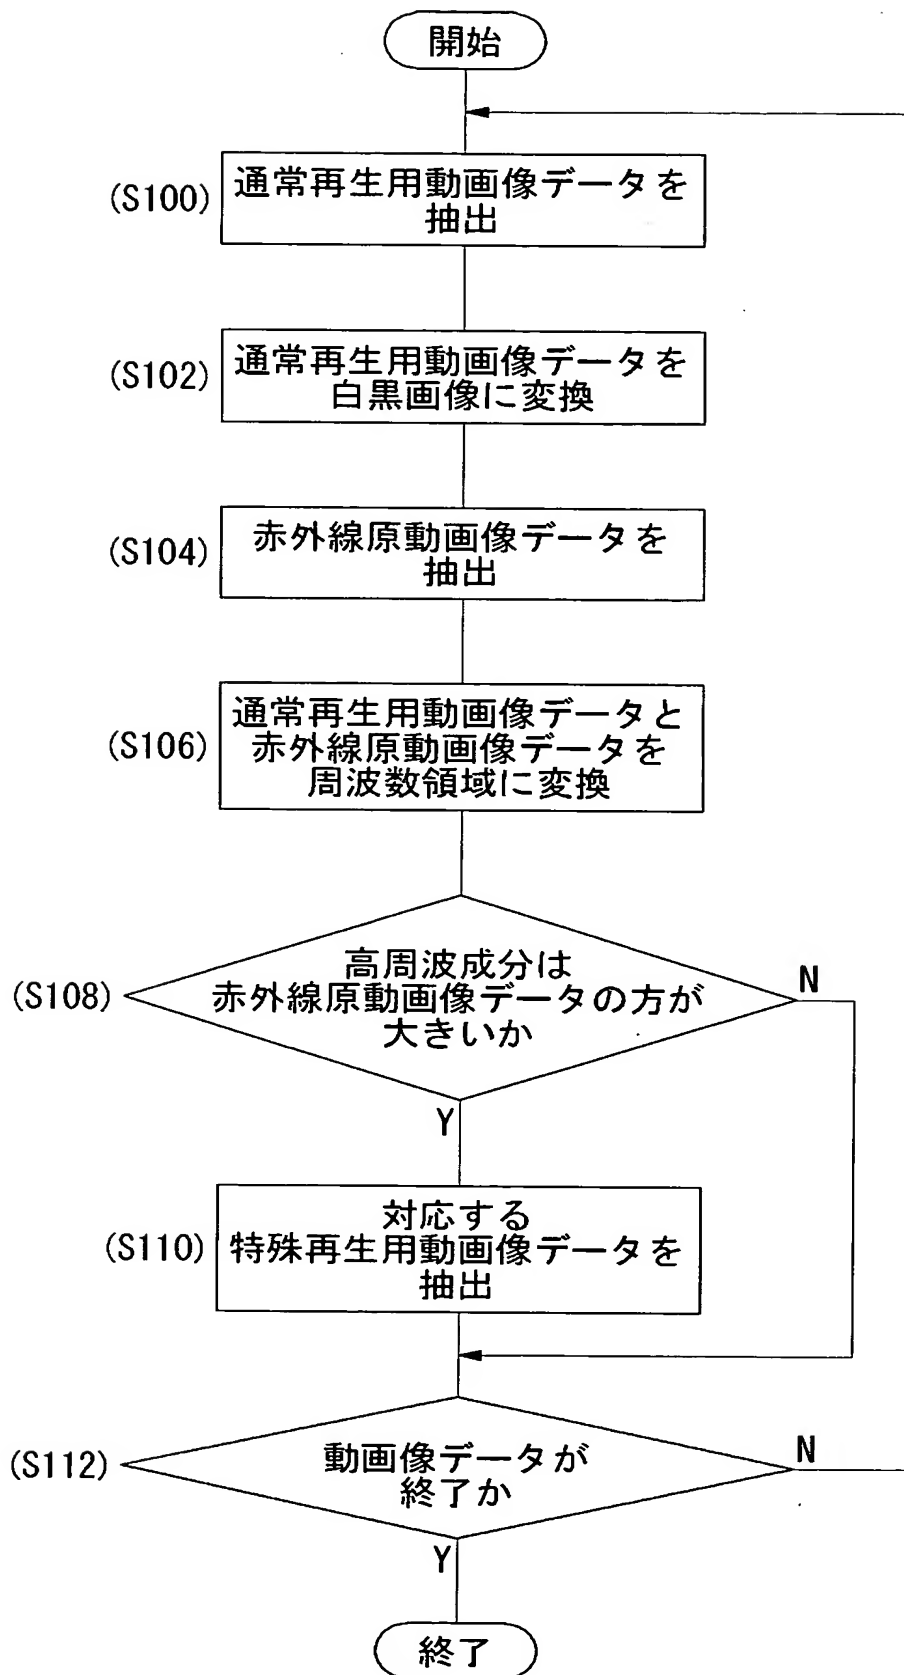 開始
(S100)
通常再生用動画像データを
抽出
(S102)
通常再生用動画像データを
白黒画像に変換
(S104)
赤外線原動画像データを
抽出
(S106)
通常再生用動画像データと
赤外線原動画像データを
周波数領域に変換
(S108)
高周波成分は
赤外線原動画像データの方が
大きいか
N
Y
(S110)
対応する
特殊再生用動画像データを
抽出
(S112)
動画像データが
終了か
N
Y
終了